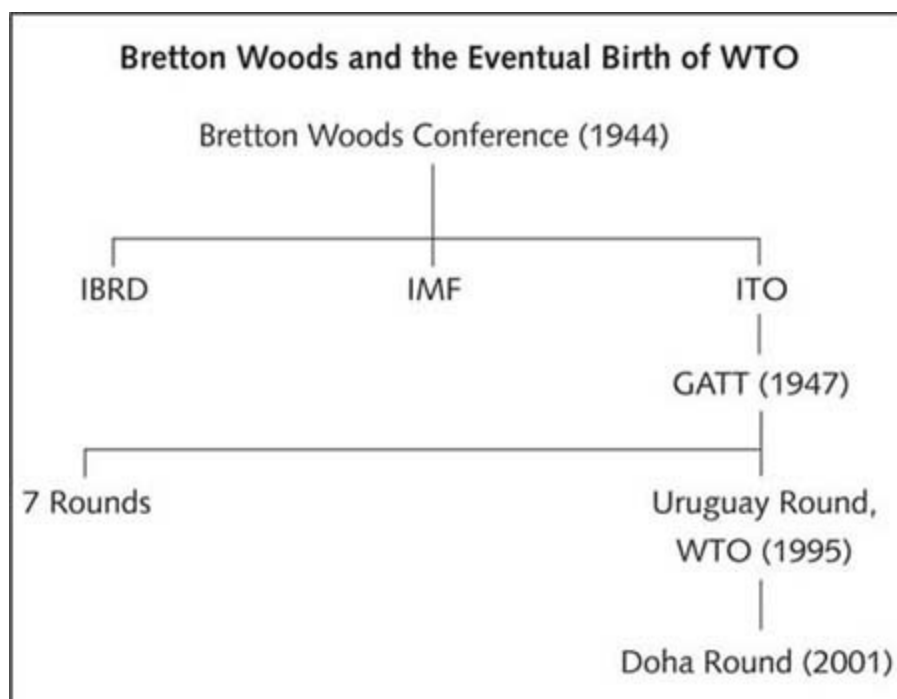 Bretton Woods and the Eventual Birth of WTO
Bretton Woods Conference (1944)
IBRD
IMF
ITO
GATT (1947)
7 Rounds
Uruguay Round,
WTO (1995)
Doha Round (2001)